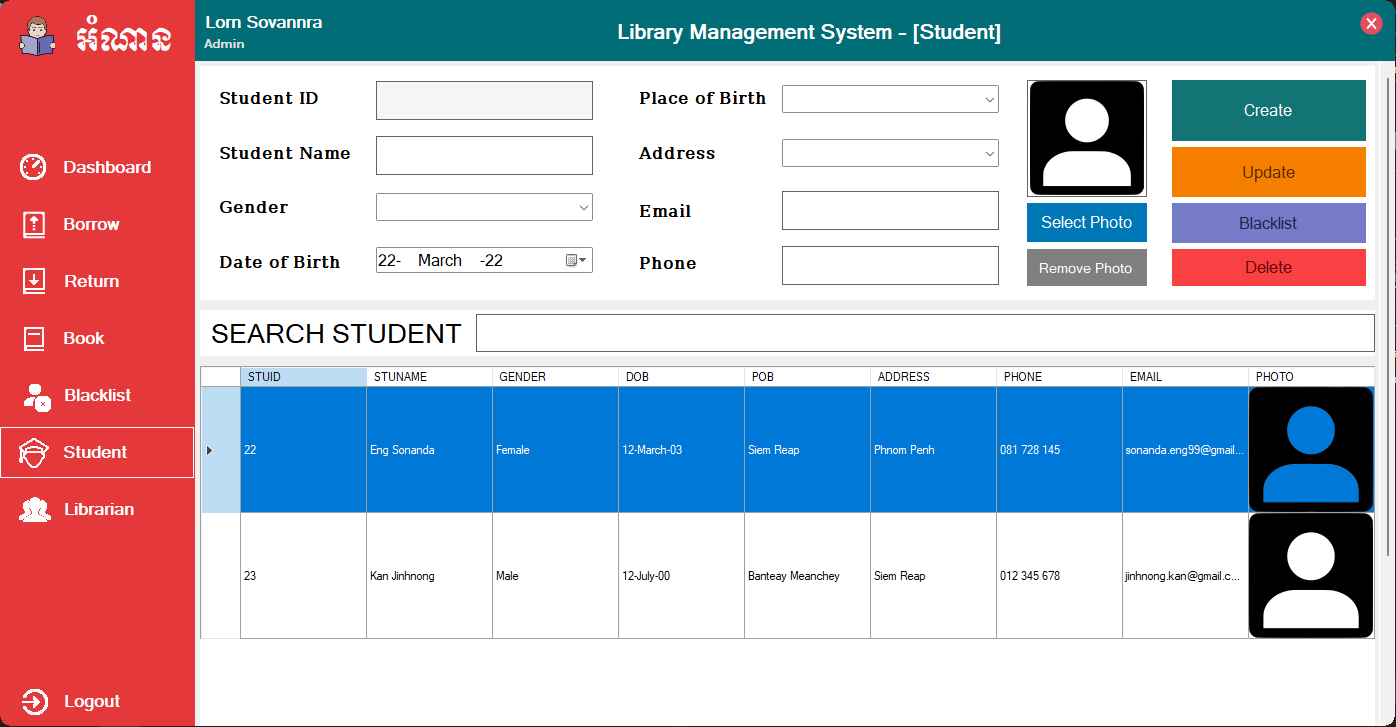 អំណាន
Lorn Sovannra
Admin
Library Management System - [Student]
Dashboard
Borrow
Return
Book
Blacklist
Student
Librarian
Logout
Student ID
Student Name
Gender
Date of Birth
22- March -22
Place of Birth
Address
Email
Phone
Select Photo
Remove Photo
Create
Update
Blacklist
Delete
SEARCH STUDENT
STUID STUNAME GENDER DOB POB ADDRESS PHONE EMAIL PHOTO
22 Eng Sonanda Female 12-March-03 Siem Reap Phnom Penh 081 728 145 sonanda.eng99@gmail...
23 Kan Jinhnong Male 12-July-00 Banteay Meanchey Siem Reap 012 345 678 jinhnong.kan@gmail.c...